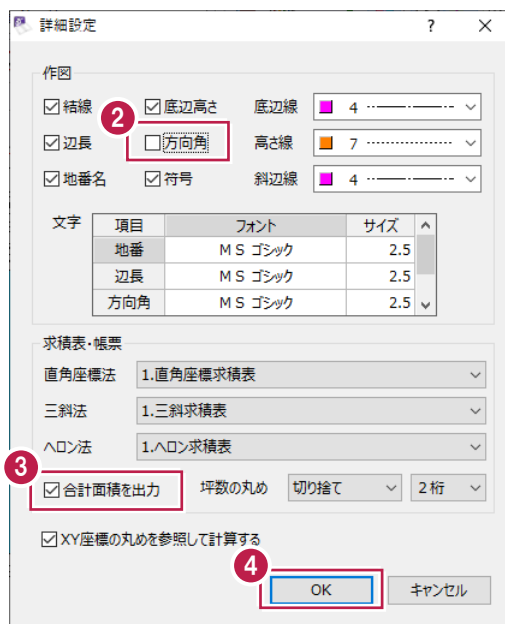 詳細設定
作図
結線 底辺高さ 底辺線 4
2
辺長 方向角 高さ線 7
地番名 符号 斜辺線 4
文字 項目 フォント サイズ
地番 ＭＳ ゴシック 2.5
辺長 ＭＳ ゴシック 2.5
方向角 ＭＳ ゴシック 2.5
求積表・帳票
直角座標法 1.直角座標求積表
三斜法 1.三斜求積表
ヘロン法 1.ヘロン求積表
3
合計面積を出力 坪数の丸め 切り捨て 2桁
XY座標の丸めを参照して計算する
4
OK キャンセル